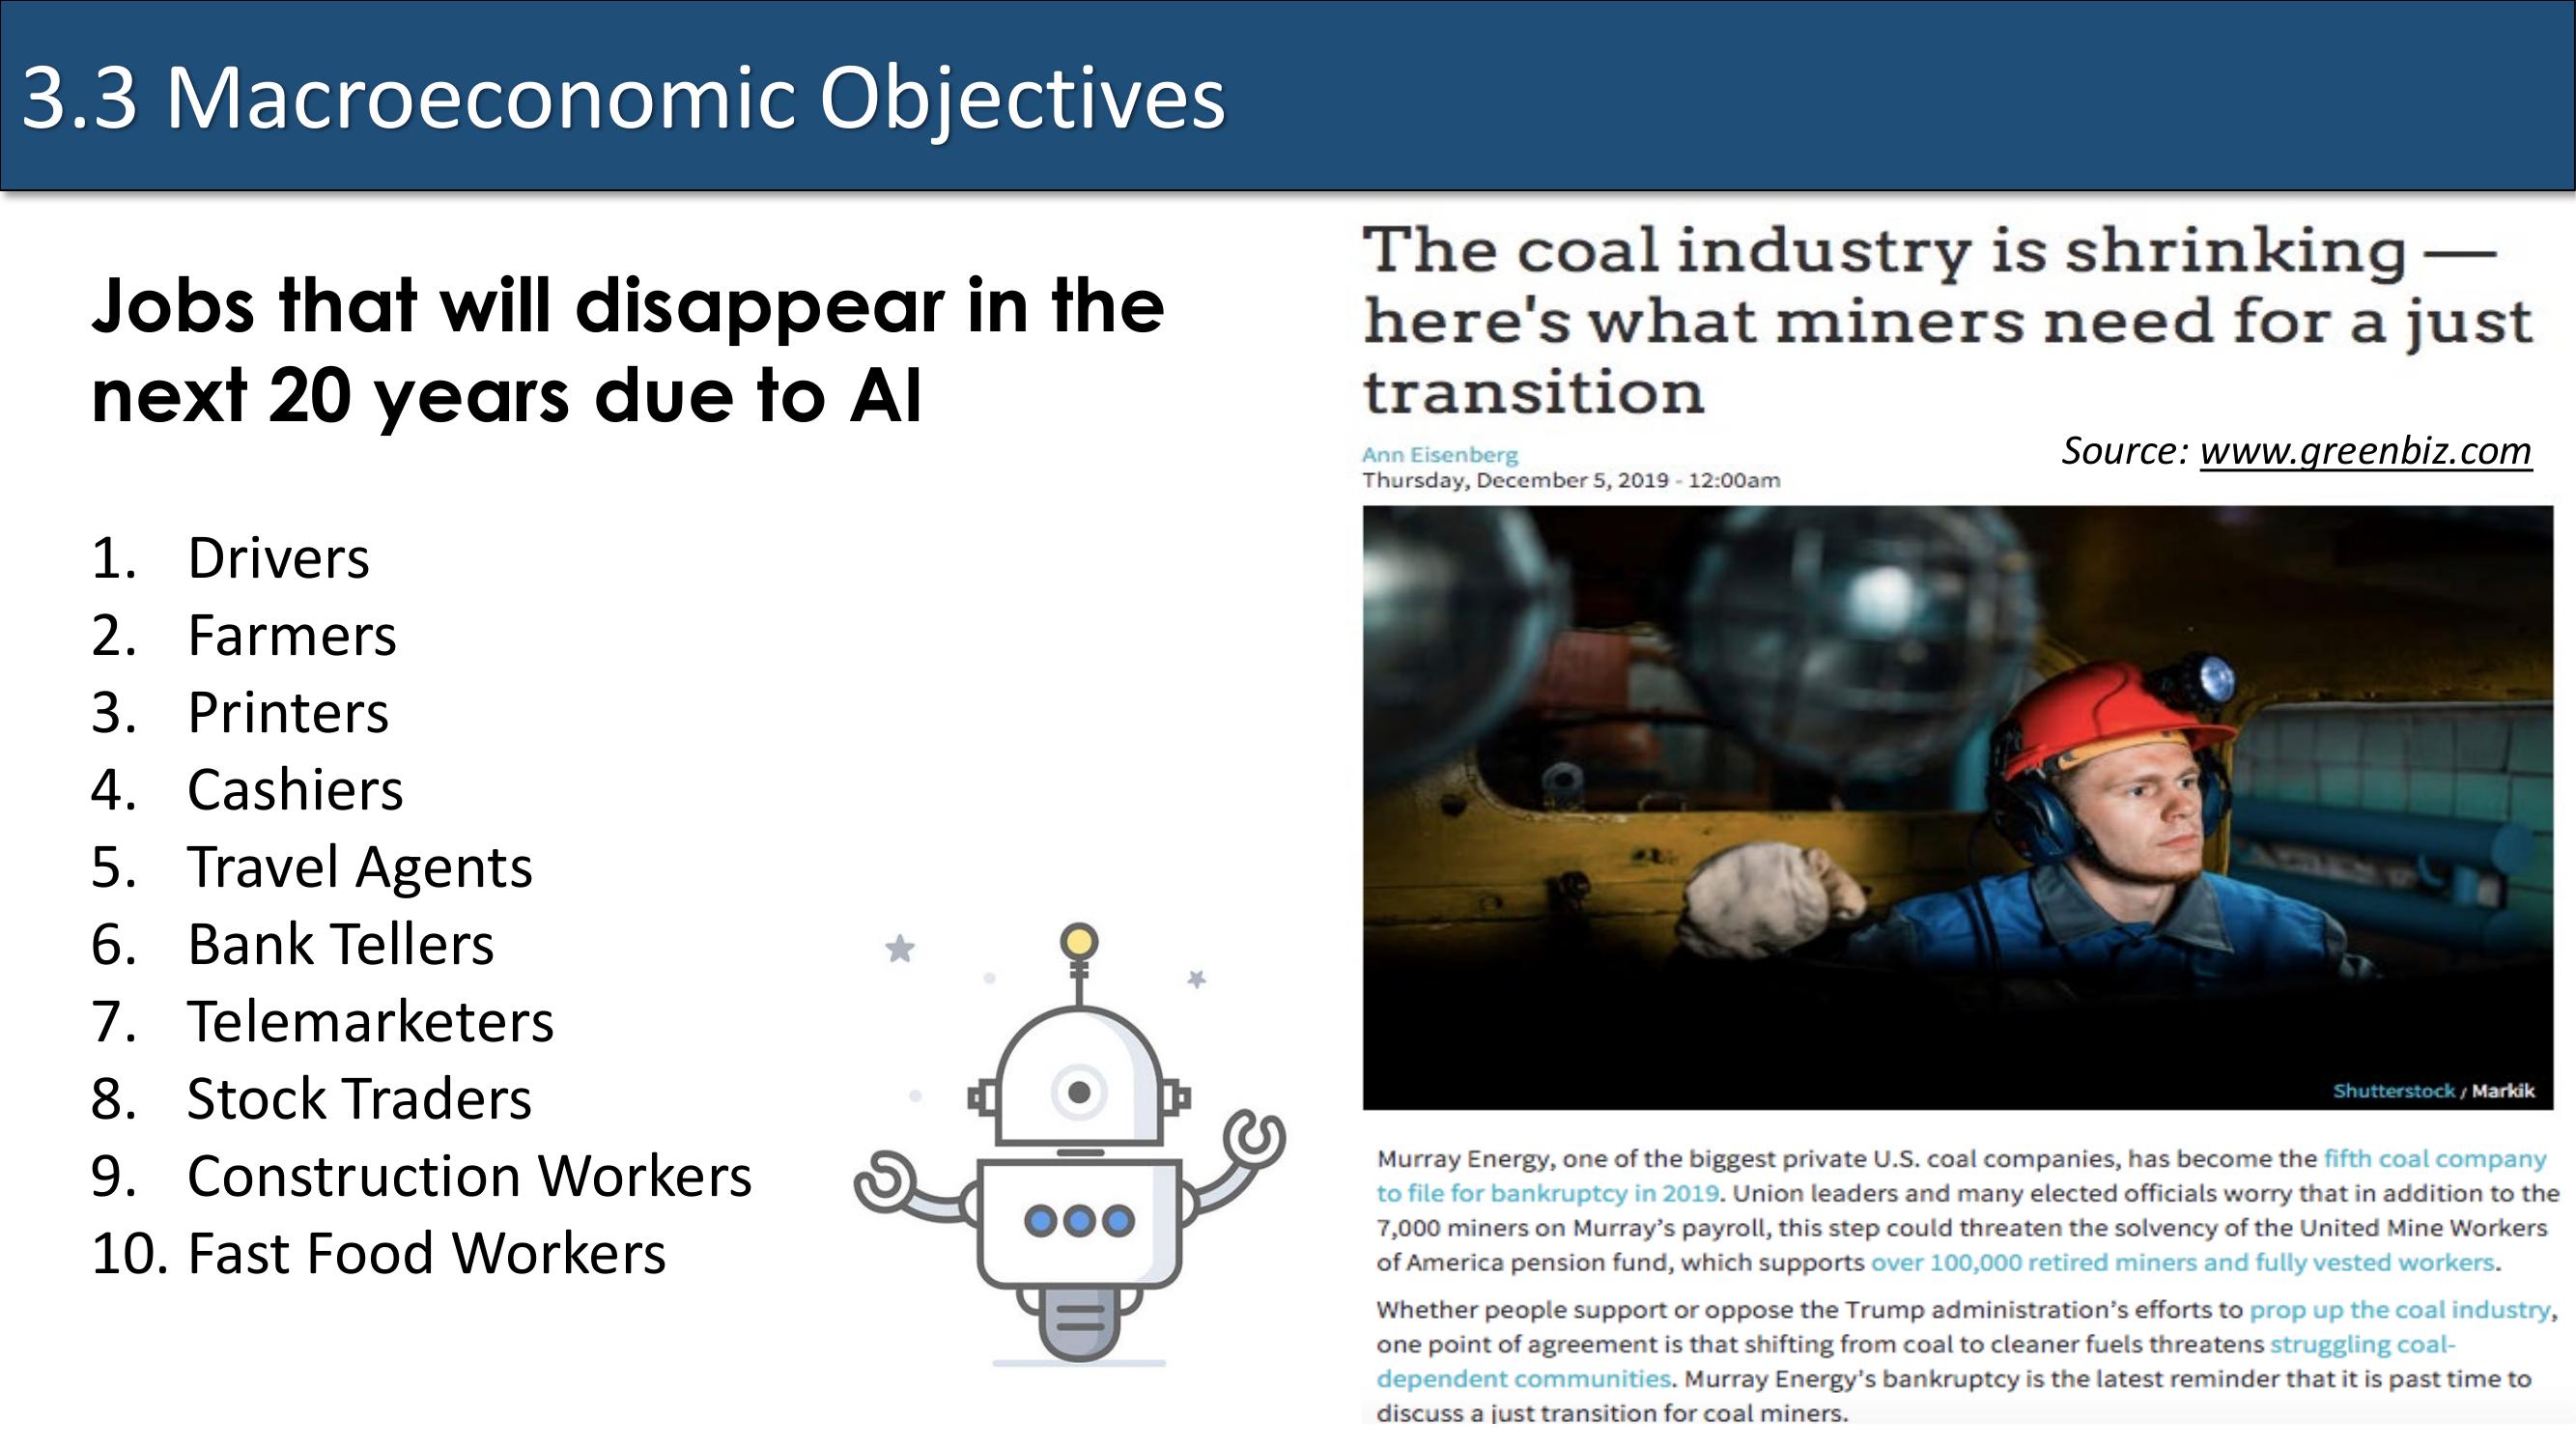 3.3 Macroeconomic Objectives
Jobs that will disappear in the
next 20 years due to AI
1. Drivers
2. Farmers
3. Printers
4. Cashiers
5. Travel Agents
6. Bank Tellers
7. Telemarketers
8. Stock Traders
9. Construction Workers
10. Fast Food Workers
The coal industry is shrinking —
here's what miners need for a just
transition
Ann Eisenberg
Thursday, December 5, 2019 - 12:00am
Source: www.greenbiz.com
Shutterstock / Markik
Murray Energy, one of the biggest private U.S. coal companies, has become the fifth coal company
to file for bankruptcy in 2019. Union leaders and many elected officials worry that in addition to the
7,000 miners on Murray’s payroll, this step could threaten the solvency of the United Mine Workers
of America pension fund, which supports over 100,000 retired miners and fully vested workers.
Whether people support or oppose the Trump administration’s efforts to prop up the coal industry,
one point of agreement is that shifting from coal to cleaner fuels threatens struggling coal-
dependent communities. Murray Energy’s bankruptcy is the latest reminder that it is past time to
discuss a just transition for coal miners.